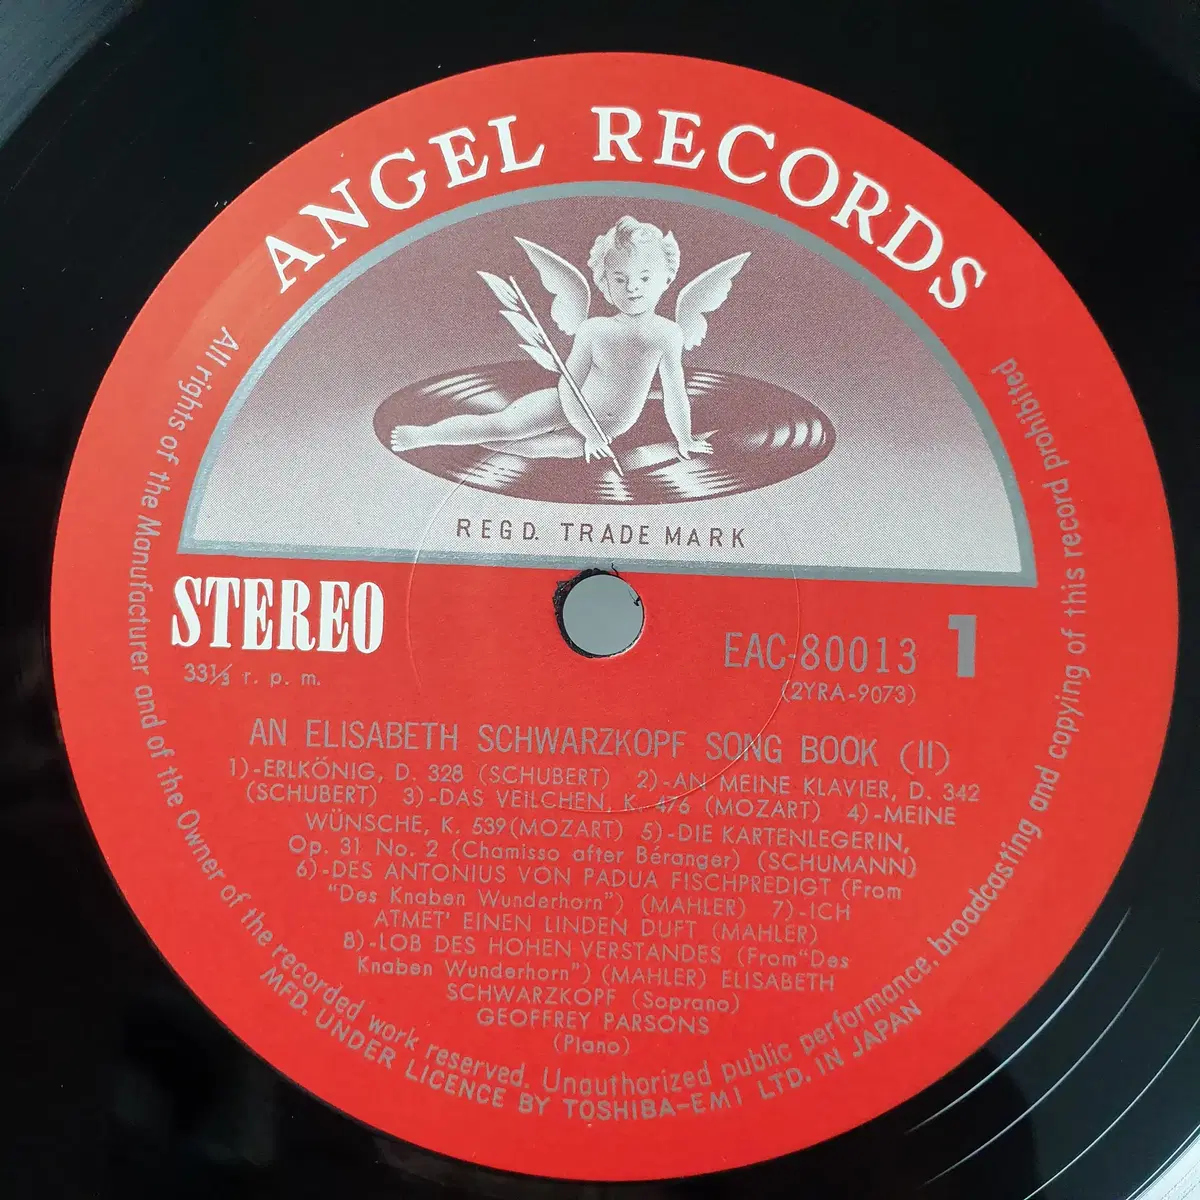 ANGEL RECORDS
REGD. TRADE MARK
STEREO
33⅓ r. p. m.
EAC-80013 1
(2YRA-9073)
AN ELISABETH SCHWARZKOPF SONG BOOK (II)
1)-ERLKÖNIG, D. 328 (SCHUBERT) 2)-AN MEINE KLAVIER, D. 342
(SCHUBERT) 3)-DAS VEILCHEN, K. 476 (MOZART) 4)-MEINE
WÜNSCHE, K. 539(MOZART) 5)-DIE KARTENLEGERIN,
Op. 31 No. 2 (Chamisso after Béranger) (SCHUMANN)
6)-DES ANTONIUS VON PADUA FISCHPREDIGT (From
"Des Knaben Wunderhorn") (MAHLER) 7)-ICH
ATMET' EINEN LINDEN DUFT (MAHLER)
8)-LOB DES HOHEN VERSTANDES (From "Des
Knaben Wunderhorn") (MAHLER) ELISABETH
SCHWARZKOPF (Soprano)
GEOFFREY PARSONS
(Piano)
All rights of the Manufacturer and of the Owner of the recorded work reserved. Unauthorized public performance, broadcasting and copying of this record prohibited
MFD. UNDER LICENCE BY TOSHIBA-EMI LTD. IN JAPAN